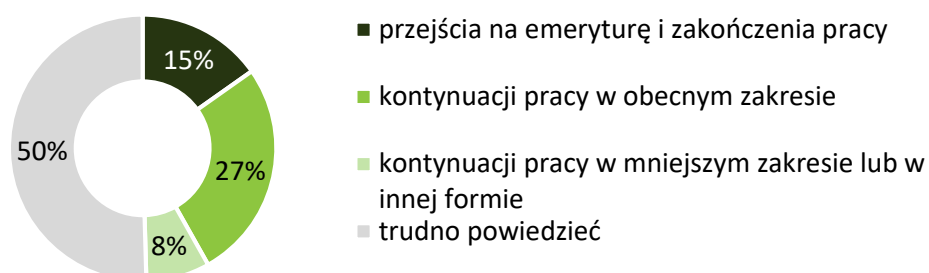 15%
27%
8%
50%
przejścia na emeryturę i zakończenia pracy
kontynuacji pracy w obecnym zakresie
kontynuacji pracy w mniejszym zakresie lub w
innej formie
trudno powiedzieć